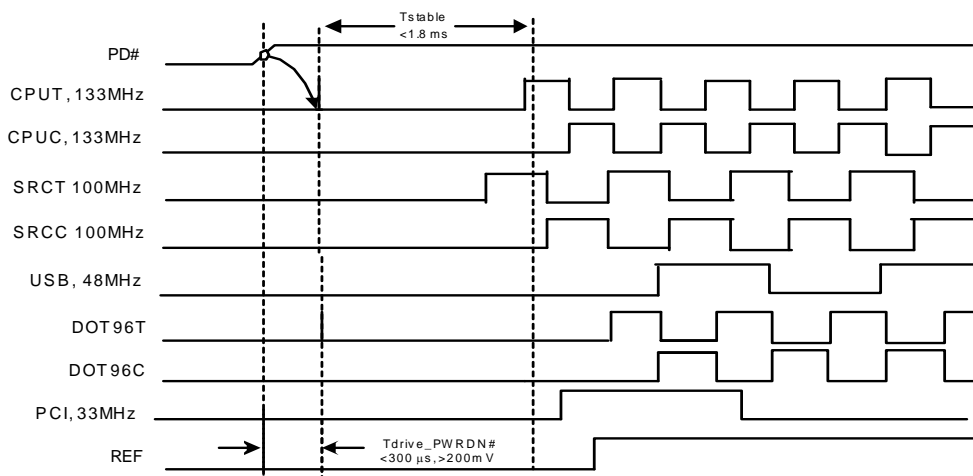 Tstable
<1.8 ms
PD#
CPUT, 133MHz
CPUC, 133MHz
SRCT 100MHz
SRCC 100MHz
USB, 48MHz
DOT96T
DOT96C
PCI, 33MHz
Tdrive_PWRDN#
<300 μs, >200mV
REF